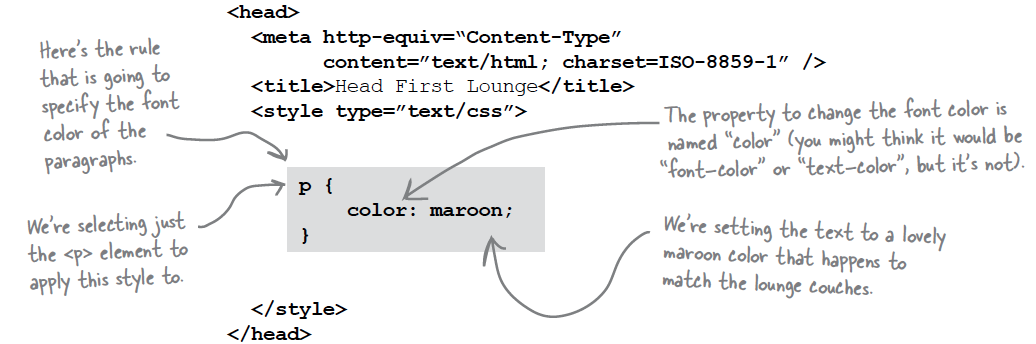 <head>
<meta http-equiv=“Content-Type”
content=”text/html; charset=ISO-8859-1” />
<title>Head First Lounge</title>
<style type=”text/css”>
Here's the rule
that is going to
specify the font
color of the
paragraphs.
The property to change the font color is
named “color” (you might think it would be
“font-color” or “text-color”, but it's not).
p {
color: maroon;
}
We're selecting just
the <p> element to
apply this style to.
We're setting the text to a lovely
maroon color that happens to
match the lounge couches.
</style>
</head>